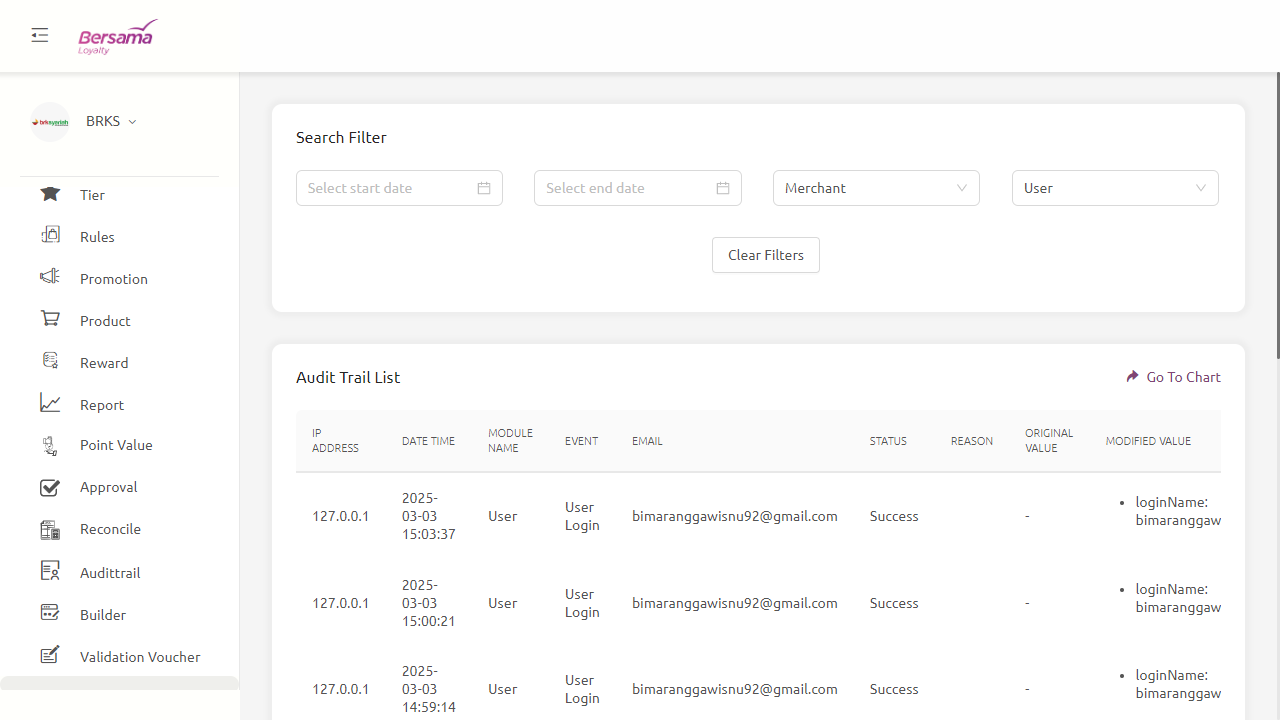 Bersama
Loyalty
brksyariah
BRKS
Tier
Rules
Promotion
Product
Reward
Report
Point Value
Approval
Reconcile
Audittrail
Builder
Validation Voucher
Search Filter
Select start date
Select end date
Merchant
User
Clear Filters
Audit Trail List
Go To Chart
IP ADDRESS
DATE TIME
MODULE NAME
EVENT
EMAIL
STATUS
REASON
ORIGINAL VALUE
MODIFIED VALUE
127.0.0.1
2025-03-03 15:03:37
User
User Login
bimaranggawisnu92@gmail.com
Success
-
• loginName: bimaranggaw
127.0.0.1
2025-03-03 15:00:21
User
User Login
bimaranggawisnu92@gmail.com
Success
-
• loginName: bimaranggaw
127.0.0.1
2025-03-03 14:59:14
User
User Login
bimaranggawisnu92@gmail.com
Success
-
• loginName: bimaranggaw